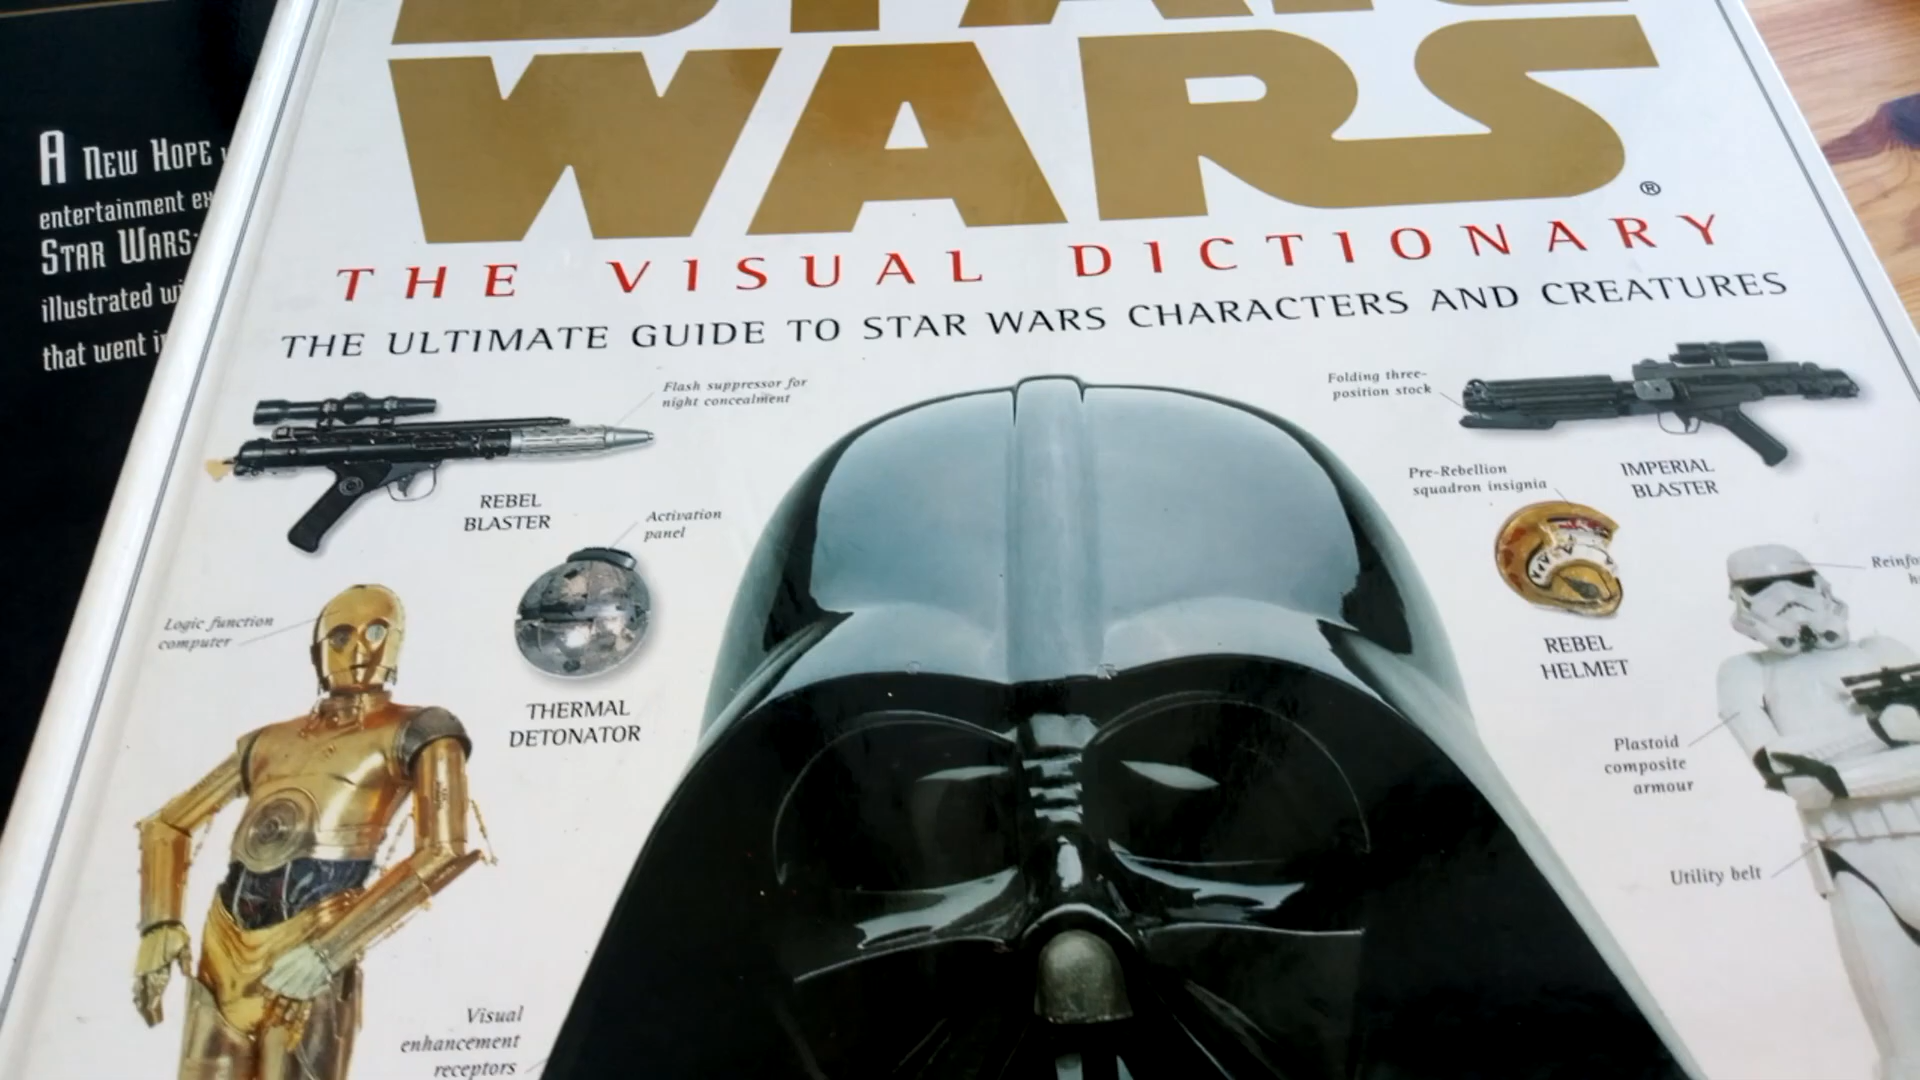 WARS®
THE VISUAL DICTIONARY
THE ULTIMATE GUIDE TO STAR WARS CHARACTERS AND CREATURES
A NEW HOPE
entertainment
STAR WARS:
illustrated
that went
Flash suppressor for
night concealment
REBEL
BLASTER
Activation
panel
THERMAL
DETONATOR
Logic function
computer
Visual
enhancement
receptors
Folding three-
position stock
IMPERIAL
BLASTER
Pre-Rebellion
squadron insignia
REBEL
HELMET
Plastoid
composite
armour
Utility belt